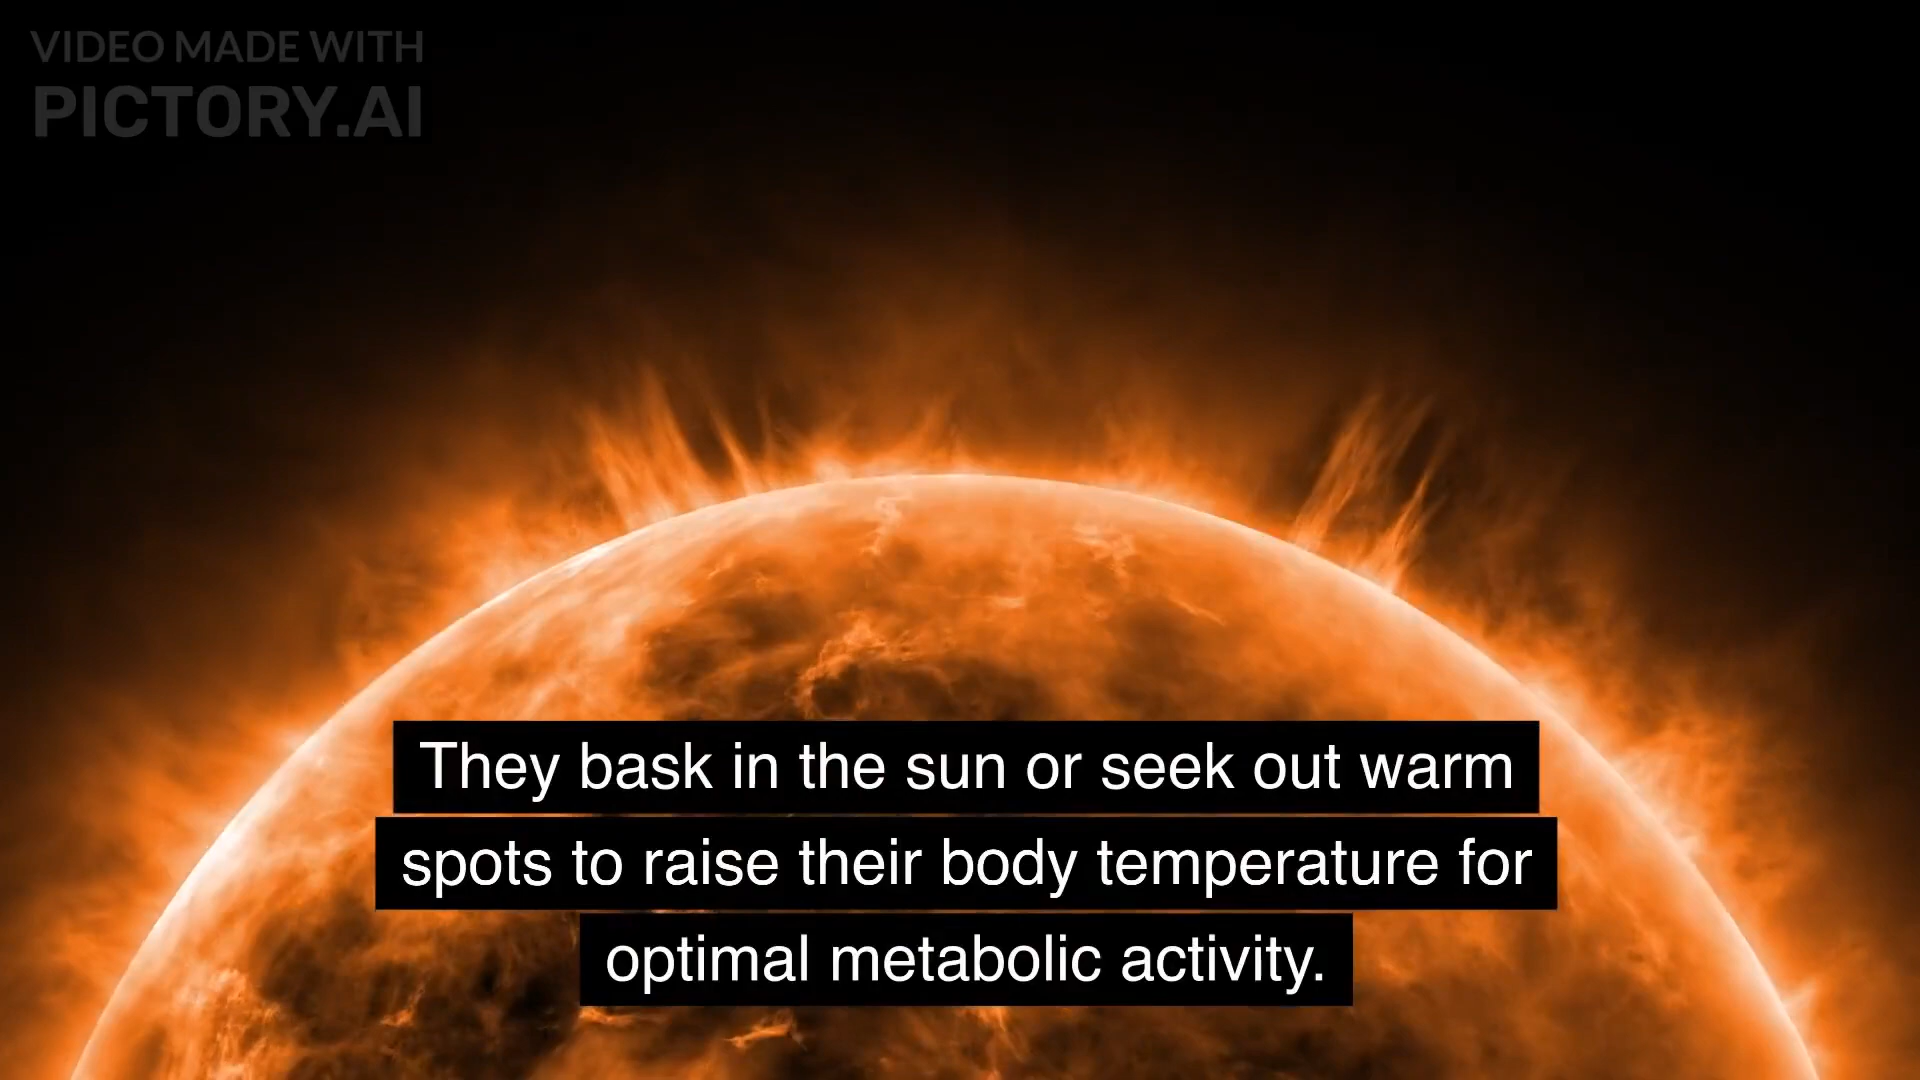 VIDEO MADE WITH
PICTORY.AI
They bask in the sun or seek out warm
spots to raise their body temperature for
optimal metabolic activity.